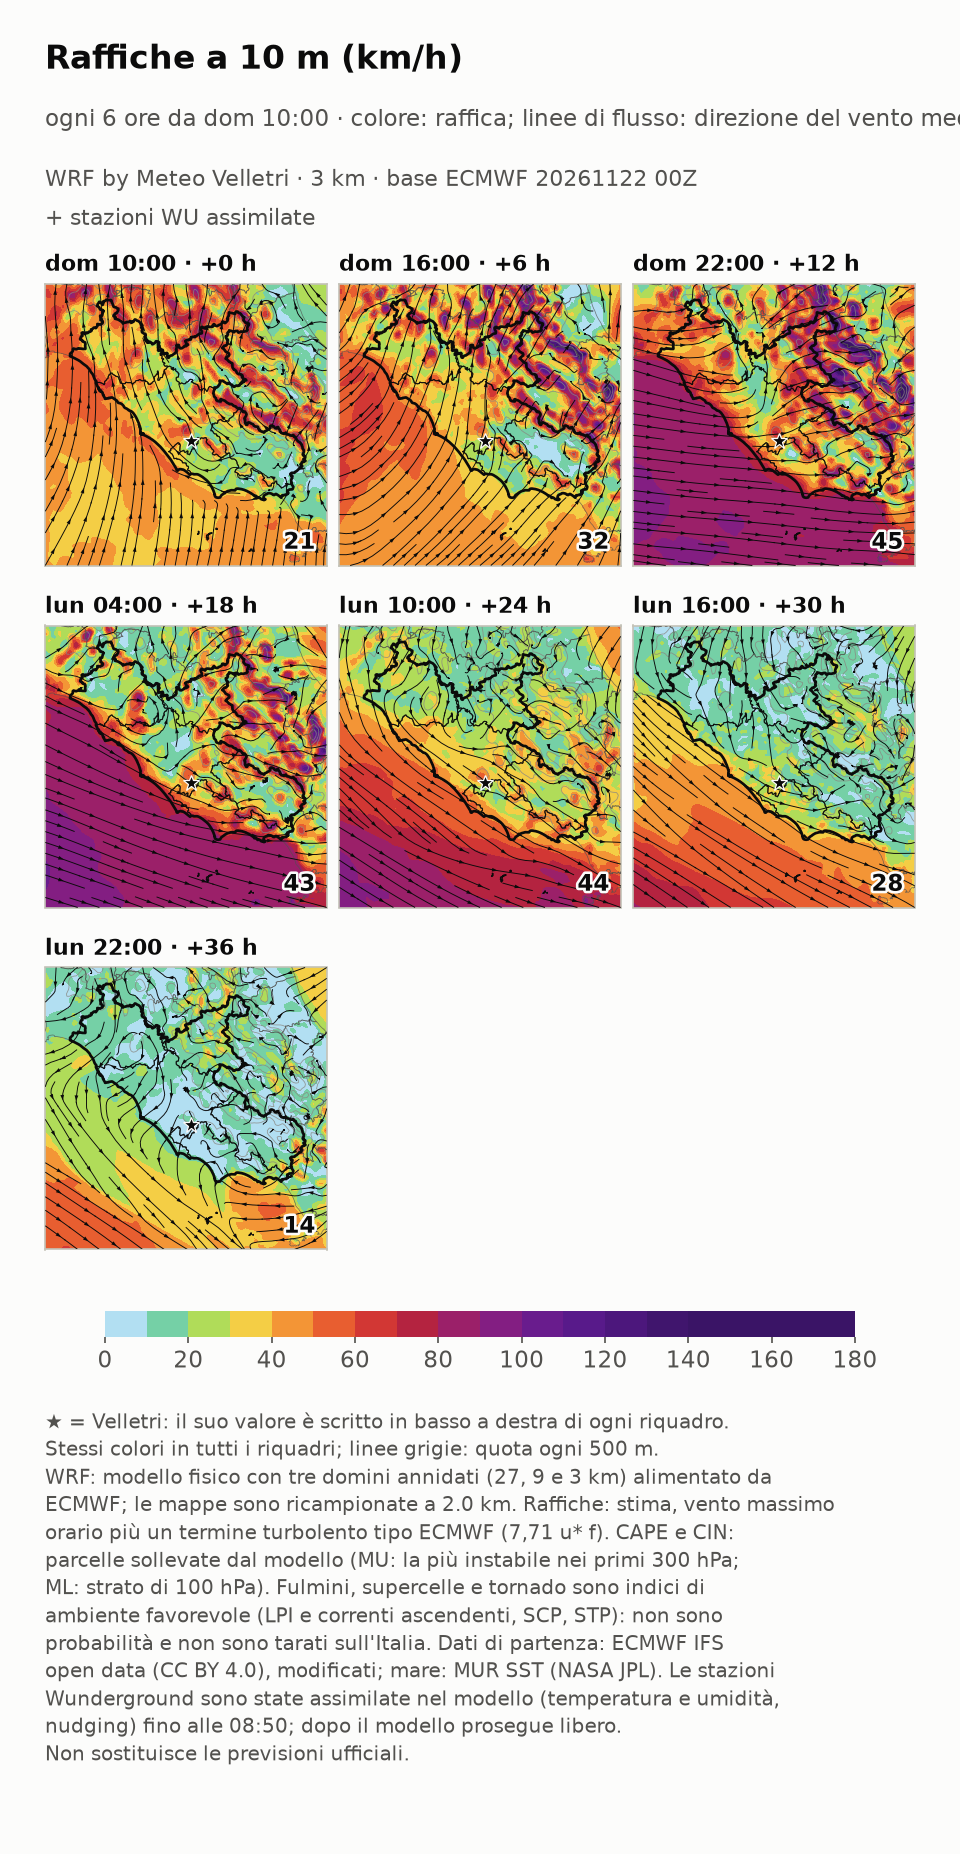 Raffiche a 10 m (km/h)
ogni 6 ore da dom 10:00 · colore: raffica; linee di flusso: direzione del vento
WRF by Meteo Velletri · 3 km · base ECMWF 20261122 00Z
+ stazioni WU assimilate
dom 10:00 · +0 h
dom 16:00 · +6 h
dom 22:00 · +12 h
21
32
45
lun 04:00 · +18 h
lun 10:00 · +24 h
lun 16:00 · +30 h
43
44
28
lun 22:00 · +36 h
14
0 20 40 60 80 100 120 140 160 180
★ = Velletri: il suo valore è scritto in basso a destra di ogni riquadro.
Stessi colori in tutti i riquadri; linee grigie: quota ogni 500 m.
WRF: modello fisico con tre domini annidati (27, 9 e 3 km) alimentato da
ECMWF; le mappe sono ricampionate a 2.0 km. Raffiche: stima, vento massimo
orario più un termine turbolento tipo ECMWF (7,71 u* f). CAPE e CIN:
parcelle sollevate dal modello (MU: la più instabile nei primi 300 hPa;
ML: strato di 100 hPa). Fulmini, supercelle e tornado sono indici di
ambiente favorevole (LPI e correnti ascendenti, SCP, STP): non sono
probabilità e non sono tarati sull'Italia. Dati di partenza: ECMWF IFS
open data (CC BY 4.0), modificati; mare: MUR SST (NASA JPL). Le stazioni
Wunderground sono state assimilate nel modello (temperatura e umidità,
nudging) fino alle 08:50; dopo il modello prosegue libero.
Non sostituisce le previsioni ufficiali.